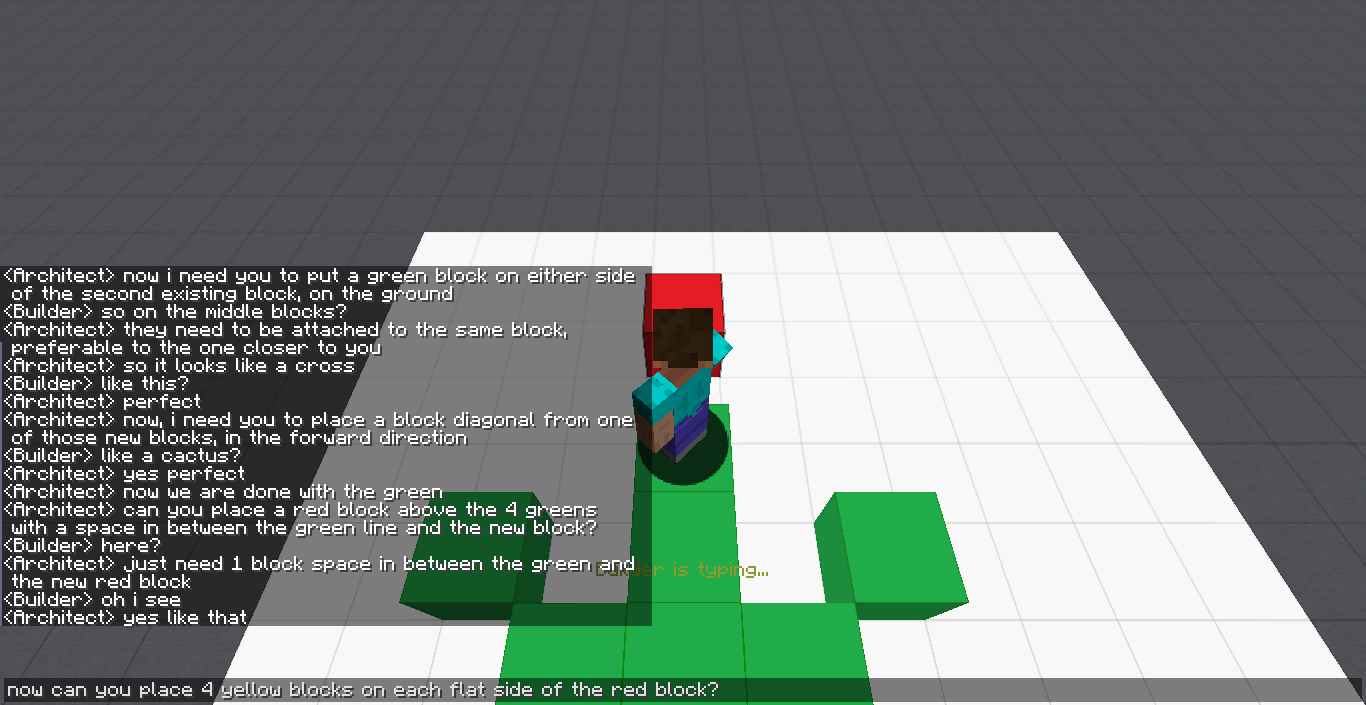 <Architect> now i need you to put a green block on either side
of the second existing block, on the ground
<Builder> so on the middle blocks?
<Architect> they need to be attached to the same block,
preferable to the one closer to you
<Architect> so it looks like a cross
<Builder> like this?
<Architect> perfect
<Architect> now, i need you to place a block diagonal from one
of those new blocks, in the forward direction
<Builder> like a cactus?
<Architect> yes perfect
<Architect> now we are done with the green
<Architect> can you place a red block above the 4 greens
with a space in between the green line and the new block?
<Builder> here?
<Architect> just need 1 block space in between the green and
the new red block
<Builder> oh i see
<Architect> yes like that
Builder is typing...
now can you place 4 yellow blocks on each flat side of the red block?